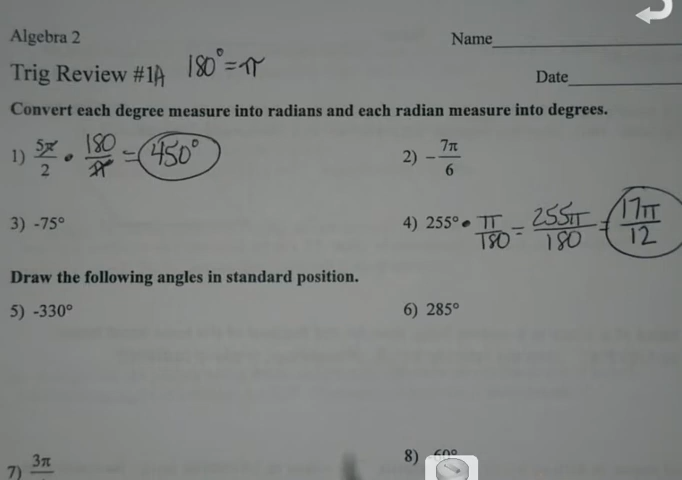 Algebra 2
Name
Trig Review #1A 180° = π
Date
Convert each degree measure into radians and each radian measure into degrees.
1) 5π/2 • 180/π = 450°
2) -7π/6
3) -75°
4) 255° • π/180 = 255π/180 = 17π/12
Draw the following angles in standard position.
5) -330°
6) 285°
7) 3π
8)